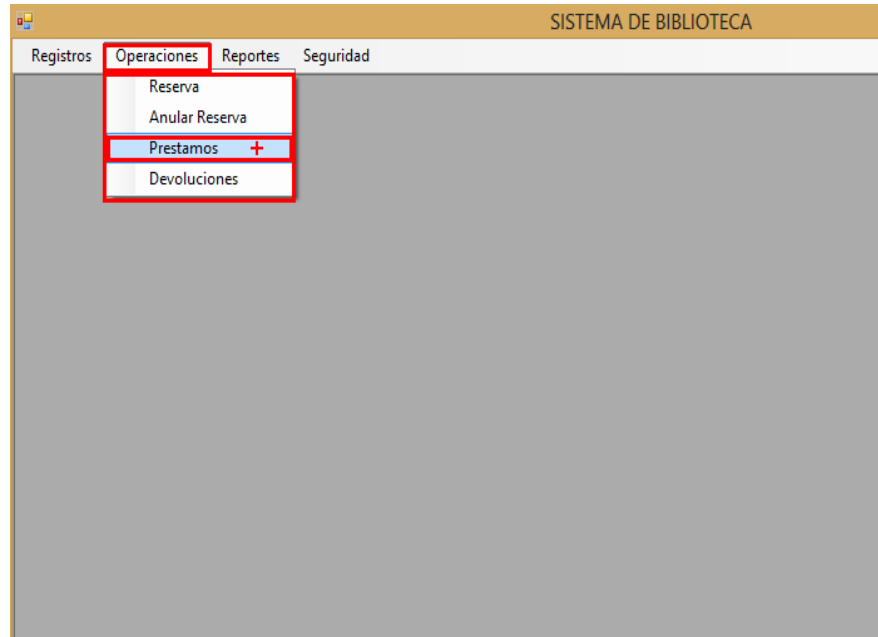 SISTEMA DE BIBLIOTECA
Registros Operaciones Reportes Seguridad
Reserva
Anular Reserva
Prestamos
Devoluciones